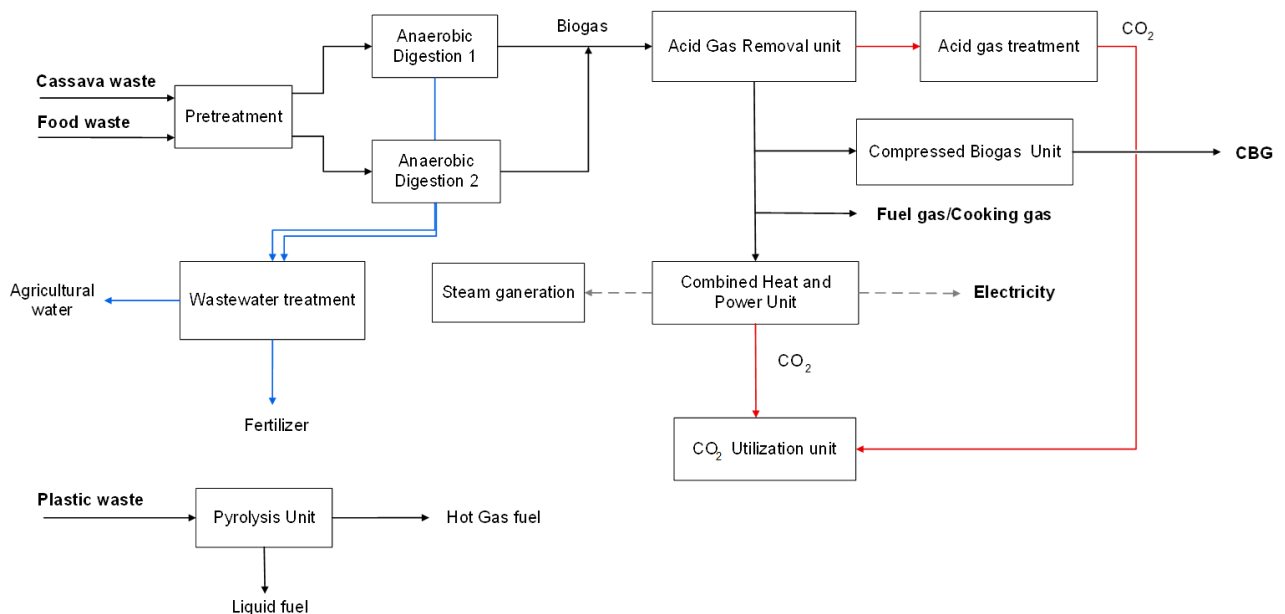 Biogas
Anaerobic
Digestion 1
Acid Gas Removal unit
Acid gas treatment
CO2
Cassava waste
Food waste
Pretreatment
Anaerobic
Digestion 2
Compressed Biogas Unit
CBG
Fuel gas/Cooking gas
Agricultural
water
Wastewater treatment
Steam ganeration
Combined Heat and
Power Unit
Electricity
CO2
Fertilizer
CO2 Utilization unit
Plastic waste
Pyrolysis Unit
Hot Gas fuel
Liquid fuel